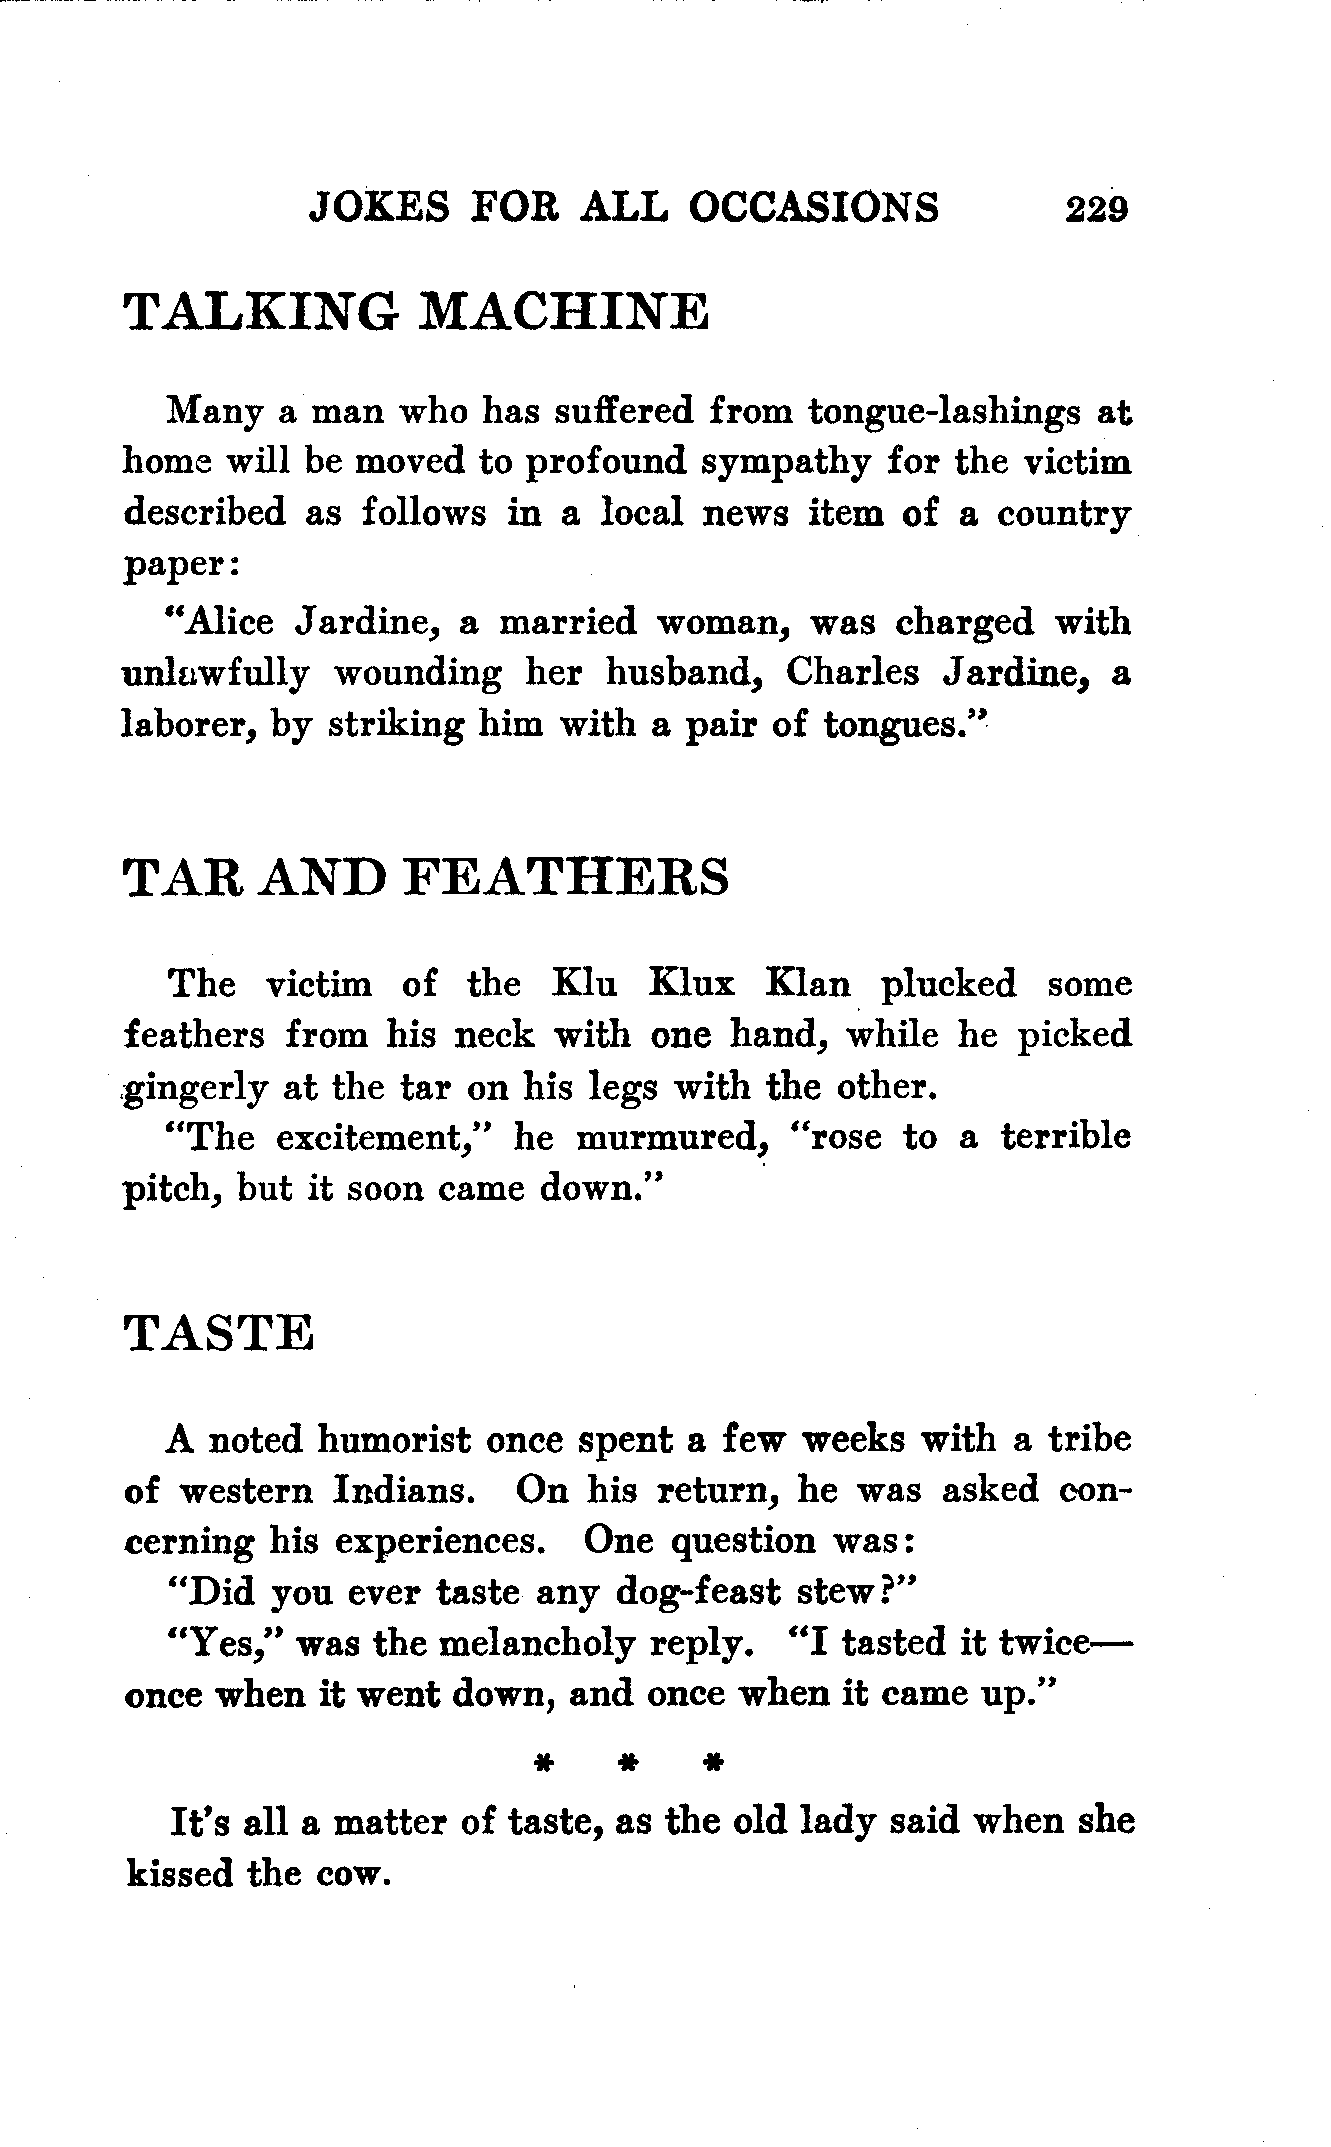 JOKES FOR ALL OCCASIONS 229
TALKING MACHINE
Many a man who has suffered from tongue-lashings at
home will be moved to profound sympathy for the victim
described as follows in a local news item of a country
paper:
"Alice Jardine, a married woman, was charged with
unlawfully wounding her husband, Charles Jardine, a
laborer, by striking him with a pair of tongues."
TAR AND FEATHERS
The victim of the Klu Klux Klan plucked some
feathers from his neck with one hand, while he picked
gingerly at the tar on his legs with the other.
"The excitement," he murmured, "rose to a terrible
pitch, but it soon came down."
TASTE
A noted humorist once spent a few weeks with a tribe
of western Indians. On his return, he was asked con-
cerning his experiences. One question was:
"Did you ever taste any dog-feast stew?"
"Yes," was the melancholy reply. "I tasted it twice—
once when it went down, and once when it came up."
* * *
It's all a matter of taste, as the old lady said when she
kissed the cow.